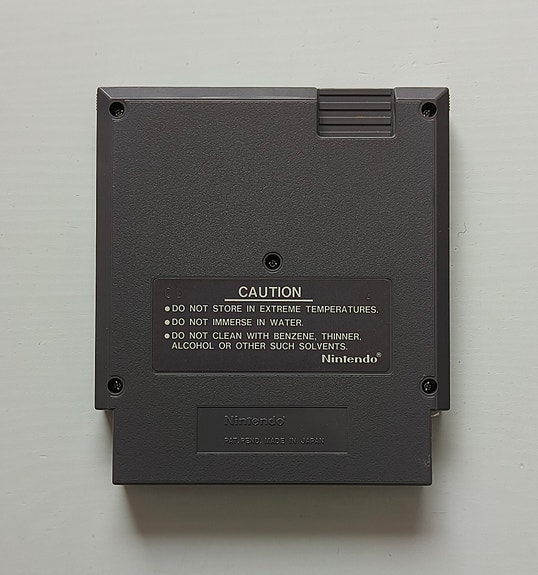 CAUTION
● DO NOT STORE IN EXTREME TEMPERATURES.
● DO NOT IMMERSE IN WATER.
● DO NOT CLEAN WITH BENZENE, THINNER,
ALCOHOL OR OTHER SUCH SOLVENTS.
Nintendo®
Nintendo®
PAT. PEND. MADE IN JAPAN